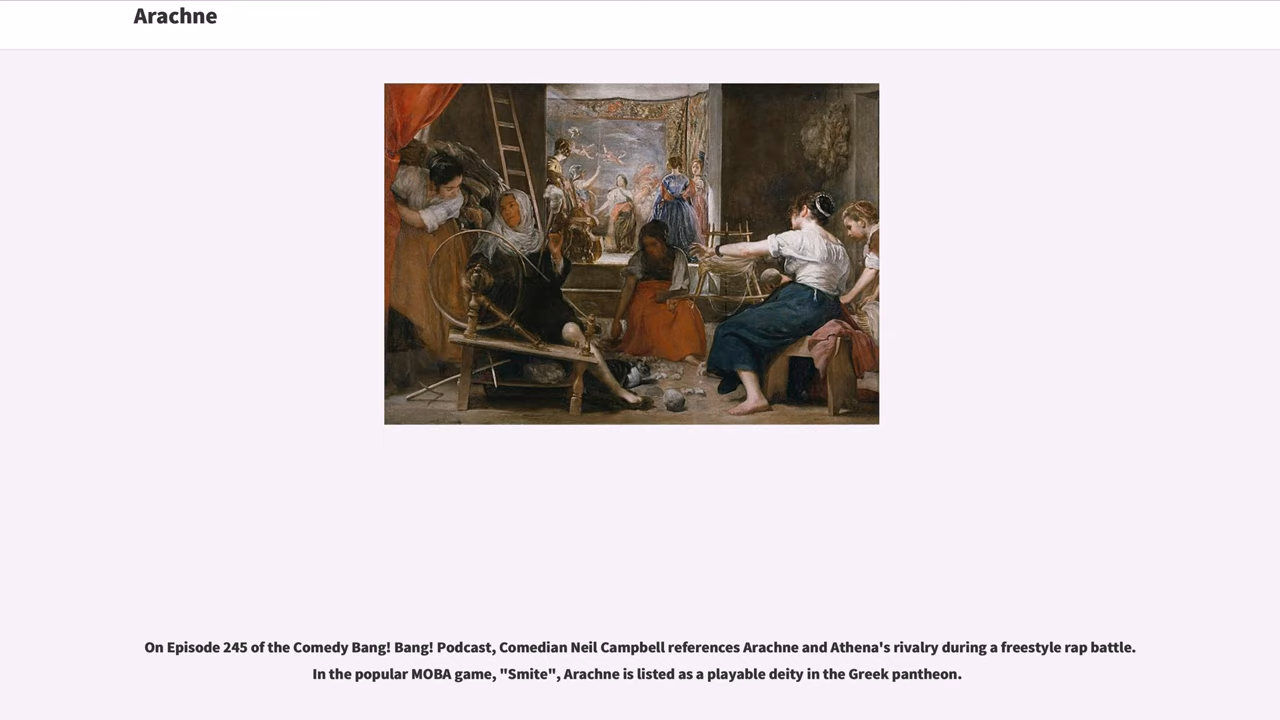 Arachne
On Episode 245 of the Comedy Bang! Bang! Podcast, Comedian Neil Campbell references Arachne and Athena's rivalry during a freestyle rap battle.
In the popular MOBA game, "Smite", Arachne is listed as a playable deity in the Greek pantheon.